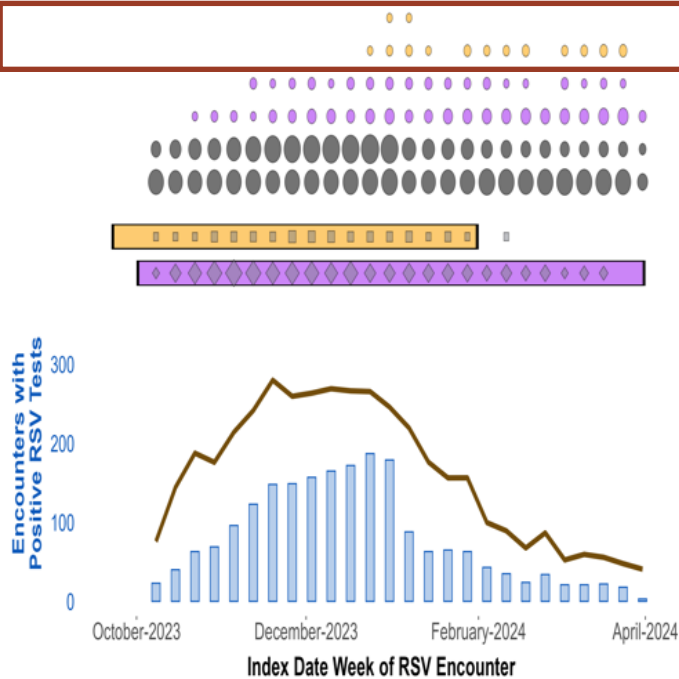 Encounters with
Positive RSV Tests
300
200
100
0
October-2023
December-2023
February-2024
April-2024
Index Date Week of RSV Encounter